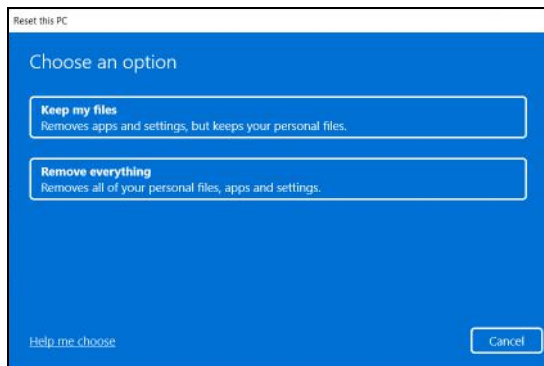 Reset this PC
Choose an option
Keep my files
Removes apps and settings, but keeps your personal files.
Remove everything
Removes all of your personal files, apps and settings.
Help me choose
Cancel